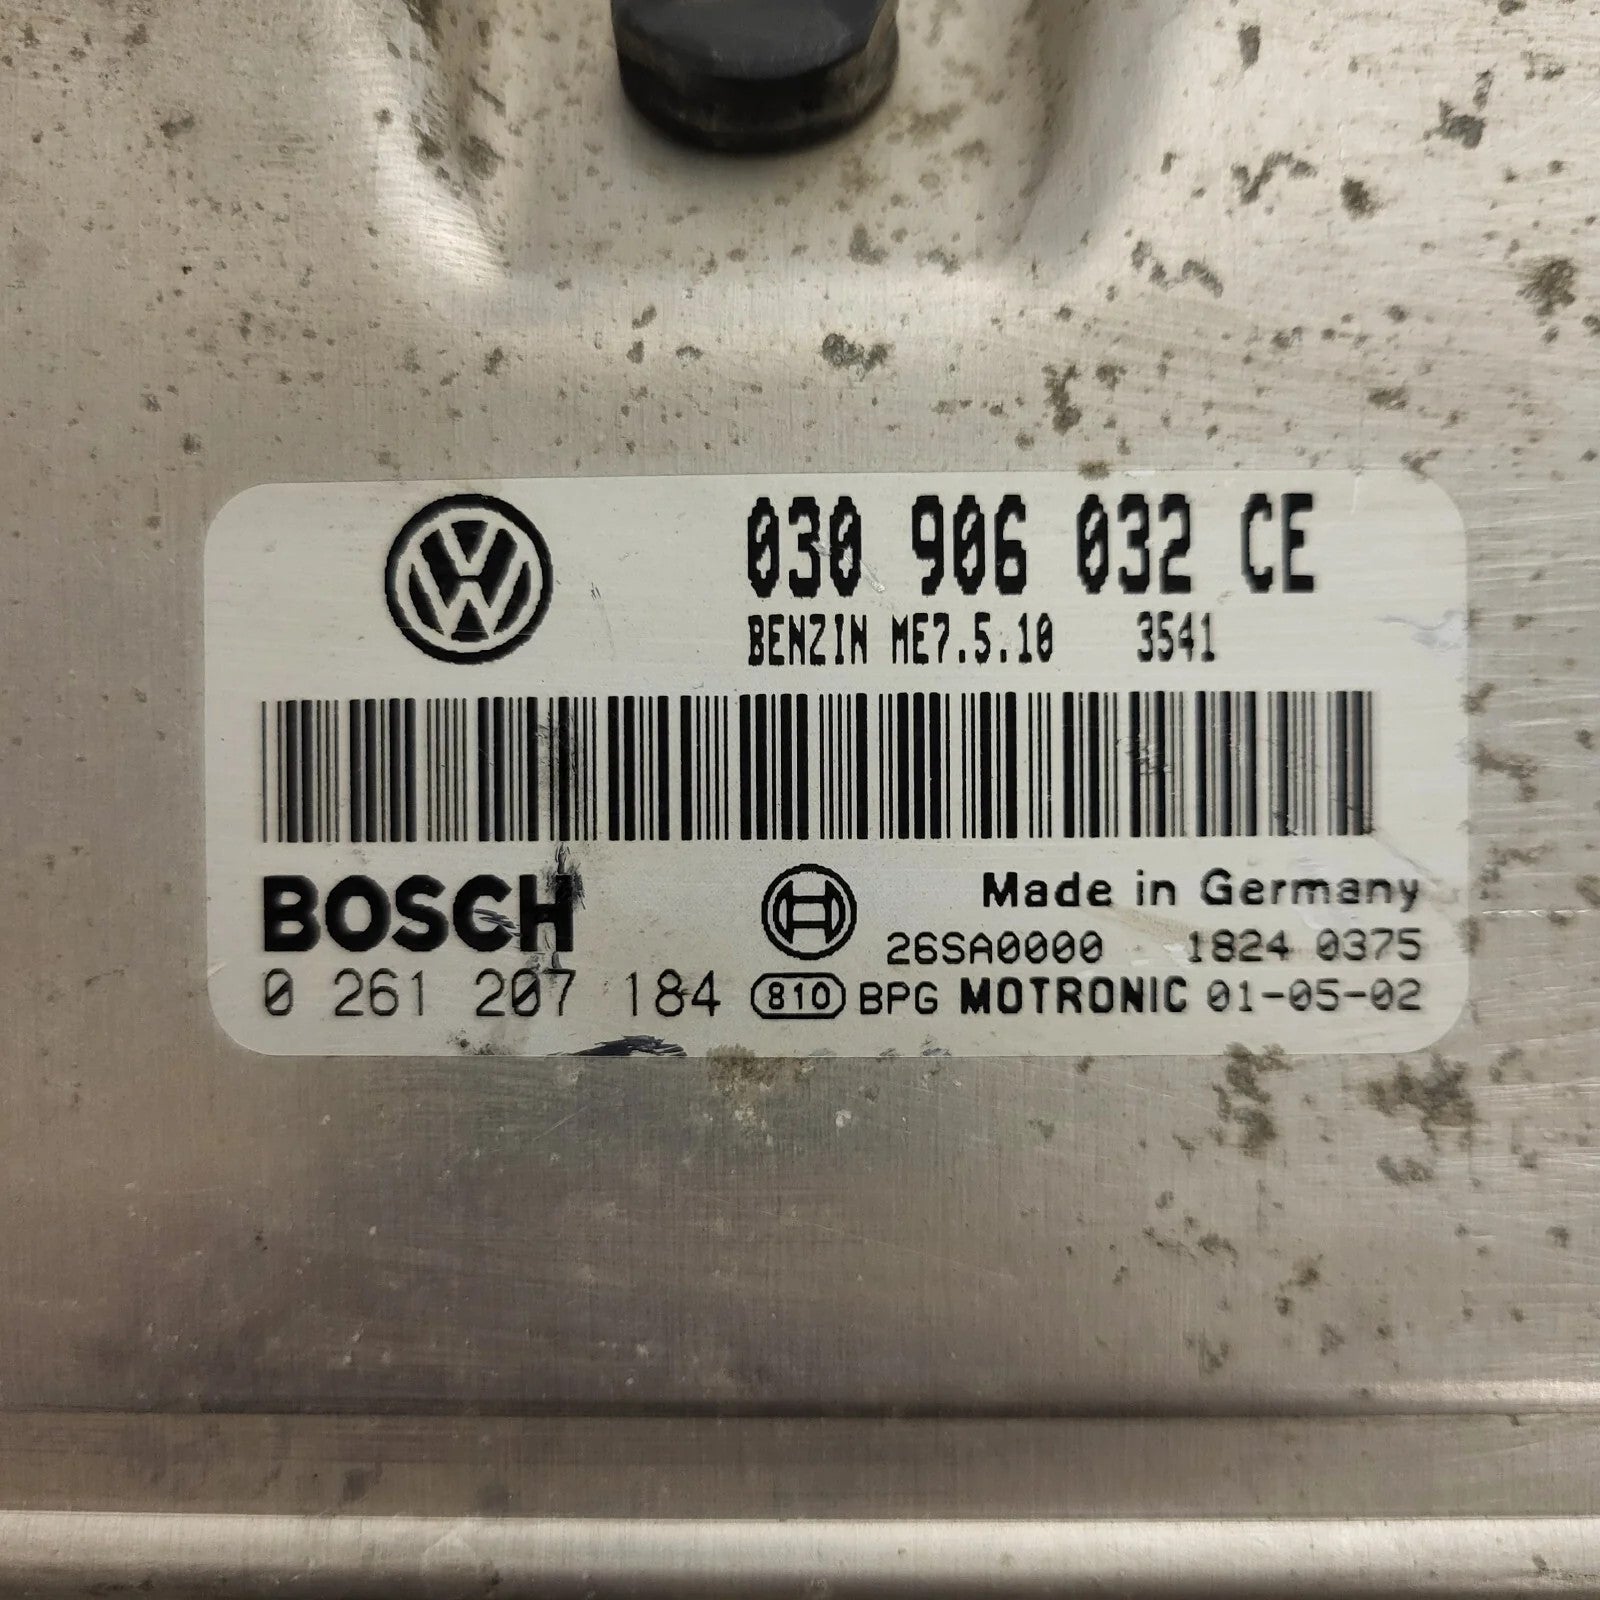 030 906 032 CE
BENZIN ME7.5.10 3541
BOSCH
Made in Germany
26SA0000 1824 0375
0 261 207 184 810 BPG MOTRONIC 01-05-02